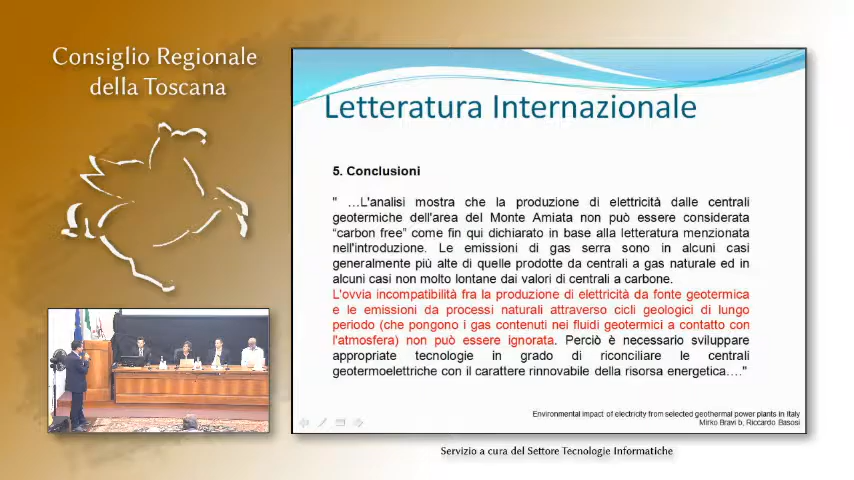 Consiglio Regionale
della Toscana
Letteratura Internazionale
5. Conclusioni
" …L'analisi mostra che la produzione di elettricità dalle centrali
geotermiche dell'area del Monte Amiata non può essere considerata
"carbon free" come fin qui dichiarato in base alla letteratura menzionata
nell'introduzione. Le emissioni di gas serra sono in alcuni casi
generalmente più alte di quelle prodotte da centrali a gas naturale ed in
alcuni casi non molto lontane dai valori di centrali a carbone.
L'ovvia incompatibilità fra la produzione di elettricità da fonte geotermica
e le emissioni da processi naturali attraverso cicli geologici di lungo
periodo (che pongono i gas contenuti nei fluidi geotermici a contatto con
l'atmosfera) non può essere ignorata. Perciò è necessario sviluppare
appropriate tecnologie in grado di riconciliare le centrali
geotermoelettriche con il carattere rinnovabile della risorsa energetica…."
Environmental impact of electricity from selected geothermal power plants in Italy
Mirko Bravi b, Riccardo Basosi
Servizio a cura del Settore Tecnologie Informatiche